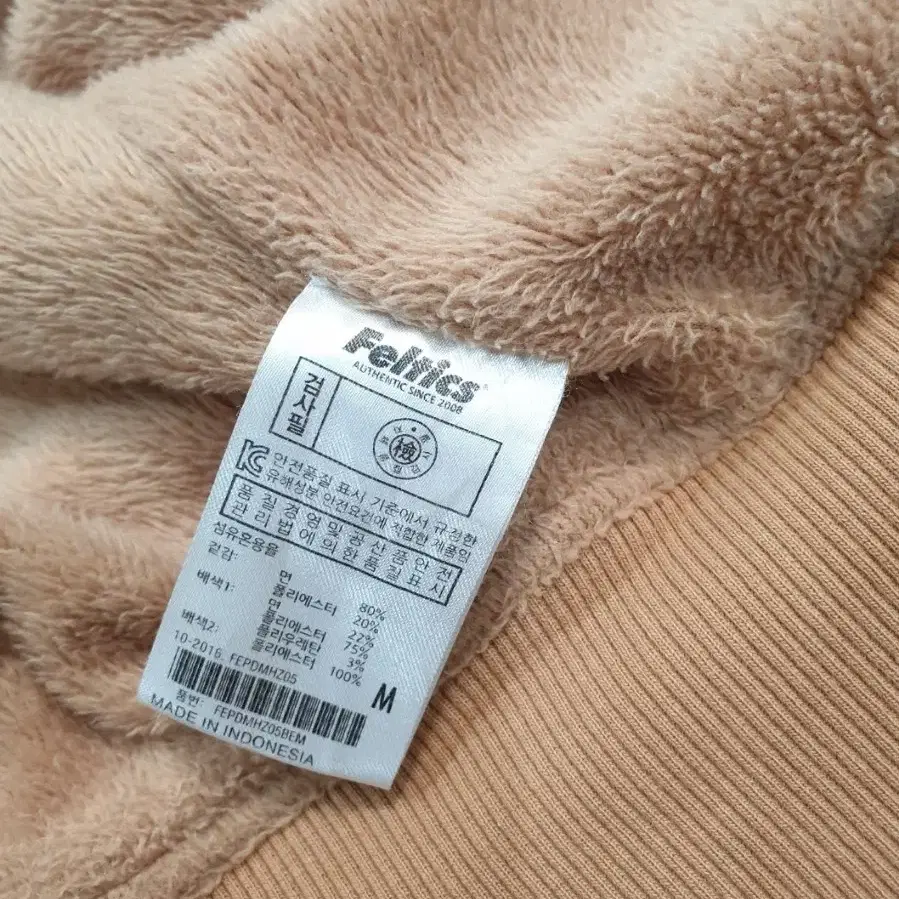 Feltics
AUTHENTIC SINCE 2008
검사필
檢
안전품질표시 기준에서 규정한
유해성분 안전요건에 적합한 제품임
품질경영및공산품안전
관리법에의한품질표시
섬유혼용율
겉감: 면 80%
폴리에스터 20%
배색1: 면 22%
폴리에스터 75%
폴리우레탄 3%
배색2: 폴리에스터 100%
10-2016 FEPDMHZ05
M
품번: FEPDMHZ05BEM
MADE IN INDONESIA